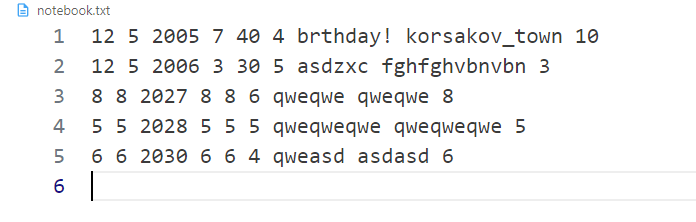 notebook.txt
1 12 5 2005 7 40 4 brthday! korsakov_town 10
2 12 5 2006 3 30 5 asdzxc fghfghvbnvbn 3
3 8 8 2027 8 8 6 qweqwe qweqwe 8
4 5 5 2028 5 5 5 qweqweqwe qweqweqwe 5
5 6 6 2030 6 6 4 qweasd asdasd 6
6